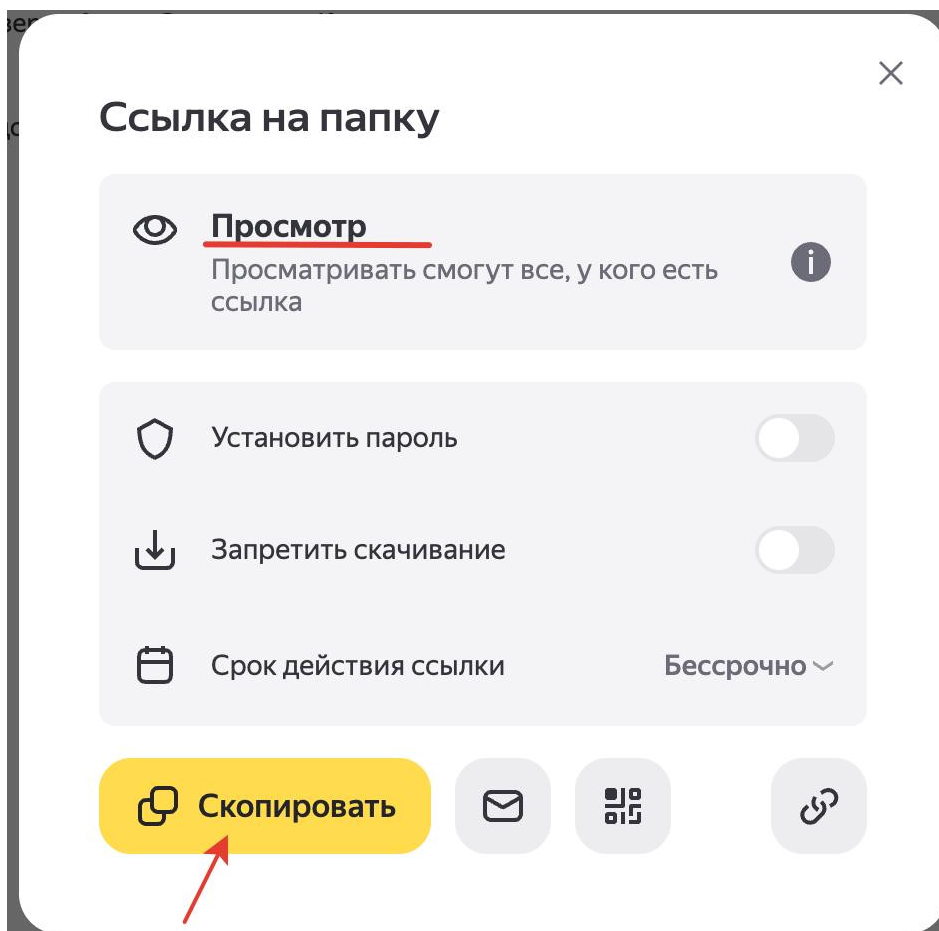 Ссылка на папку
Просмотр
Просматривать смогут все, у кого есть
ссылка
Установить пароль
Запретить скачивание
Срок действия ссылки Бессрочно
Скопировать